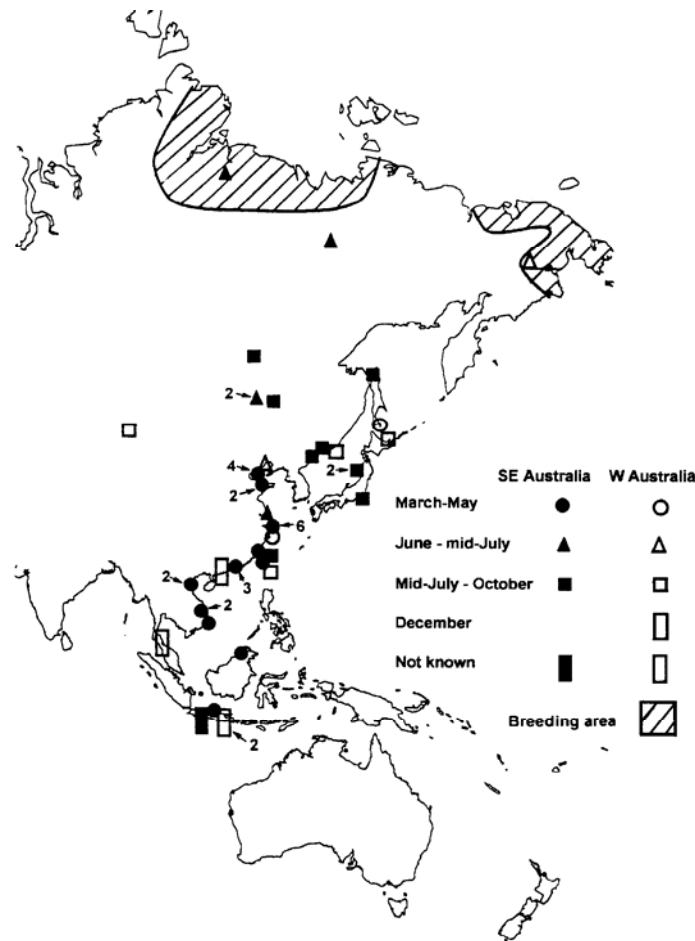 2
4
2
2
6
SE Australia W Australia
March-May
June - mid-July
Mid-July - October
December
Not known
Breeding area
3
2
2
2